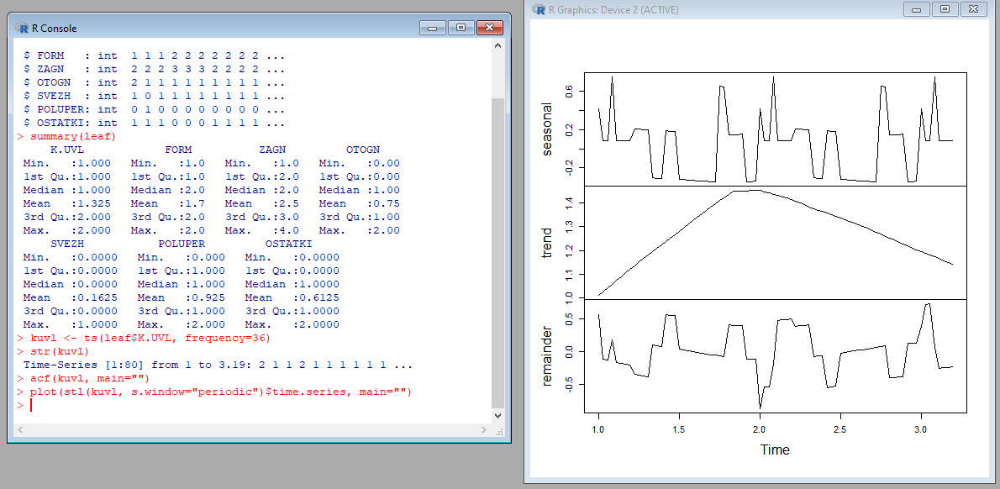 R Console
$ FORM   : int  1 1 1 2 2 2 2 2 2 2 ...
$ ZAGN   : int  2 2 2 3 3 3 2 2 2 2 ...
$ OTOGN  : int  2 1 1 1 1 1 1 1 1 1 ...
$ SVEZH  : int  1 0 1 1 1 1 1 1 1 1 ...
$ POLUPER: int  0 1 0 0 0 0 0 0 0 0 ...
$ OSTATKI: int  1 1 1 0 0 0 1 1 1 1 ...
> summary(leaf)
K.UVL            FORM          ZAGN         OTOGN
Min.   :1.000   Min.   :1.0   Min.   :1.0   Min.   :0.00
1st Qu.:1.000   1st Qu.:1.0   1st Qu.:2.0   1st Qu.:0.00
Median :1.000   Median :2.0   Median :2.0   Median :1.00
Mean   :1.325   Mean   :1.7   Mean   :2.5   Mean   :0.75
3rd Qu.:2.000   3rd Qu.:2.0   3rd Qu.:3.0   3rd Qu.:1.00
Max.   :2.000   Max.   :2.0   Max.   :4.0   Max.   :2.00
SVEZH           POLUPER         OSTATKI
Min.   :0.0000   Min.   :0.000   Min.   :0.0000
1st Qu.:0.0000   1st Qu.:1.000   1st Qu.:0.0000
Median :0.0000   Median :1.000   Median :1.0000
Mean   :0.1625   Mean   :0.925   Mean   :0.6125
3rd Qu.:0.0000   3rd Qu.:1.000   3rd Qu.:1.0000
Max.   :1.0000   Max.   :2.000   Max.   :2.0000
> kuvl <- ts(leaf$K.UVL, frequency=36)
> str(kuvl)
Time-Series [1:80] from 1 to 3.19: 2 1 1 2 1 1 1 1 1 1 ...
> acf(kuvl, main="")
> plot(stl(kuvl, s.window="periodic")$time.series, main="")
>
R Graphics: Device 2 (ACTIVE)
seasonal
0.6
0.2
-0.2
trend
1.4
1.3
1.2
1.1
1.0
remainder
0.5
0.0
-0.5
1.0 1.5 2.0 2.5 3.0
Time